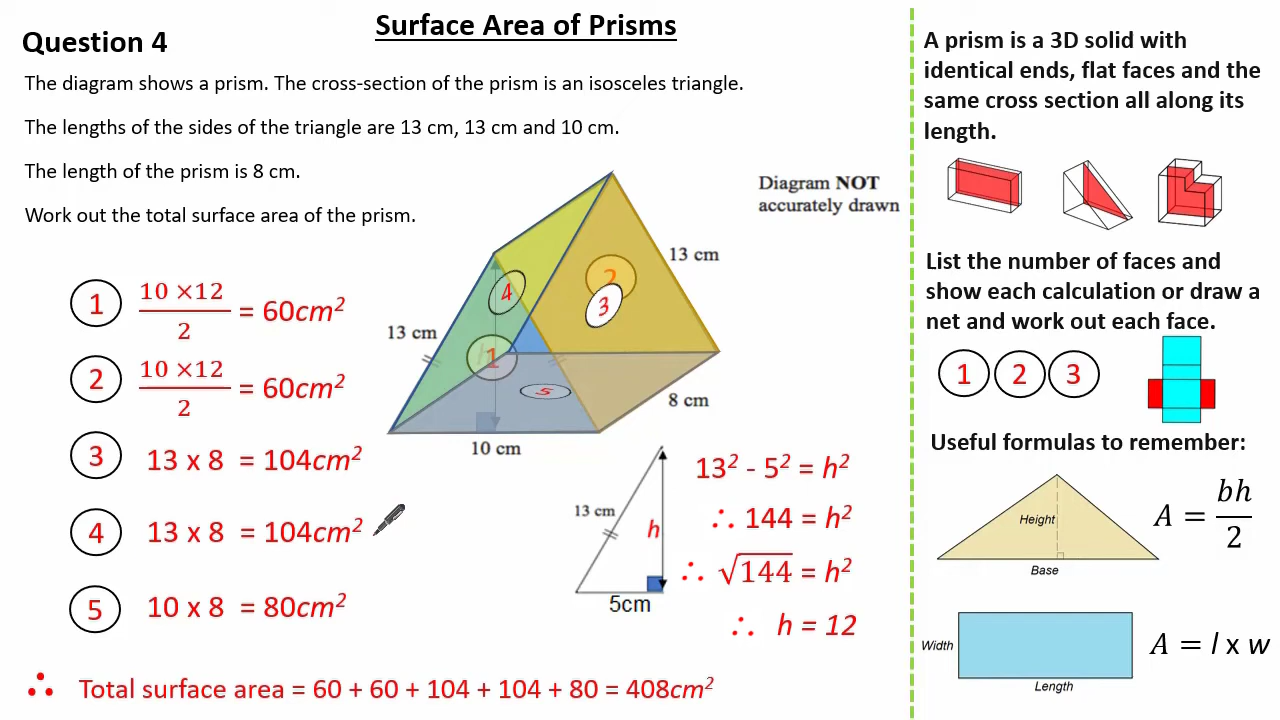 Surface Area of Prisms
Question 4
The diagram shows a prism. The cross-section of the prism is an isosceles triangle.
The lengths of the sides of the triangle are 13 cm, 13 cm and 10 cm.
The length of the prism is 8 cm.
Work out the total surface area of the prism.
Diagram NOT
accurately drawn
1 10 ×12 / 2 = 60cm²
2 10 ×12 / 2 = 60cm²
3 13 x 8 = 104cm²
4 13 x 8 = 104cm²
5 10 x 8 = 80cm²
∴ Total surface area = 60 + 60 + 104 + 104 + 80 = 408cm²
4
2
3
1
5
13 cm
13 cm
8 cm
10 cm
13 cm
h
5cm
13² - 5² = h²
∴ 144 = h²
∴ √144 = h²
∴ h = 12
A prism is a 3D solid with
identical ends, flat faces and the
same cross section all along its
length.
List the number of faces and
show each calculation or draw a
net and work out each face.
1 2 3
Useful formulas to remember:
Height
Base
A = bh / 2
Width
Length
A = l x w